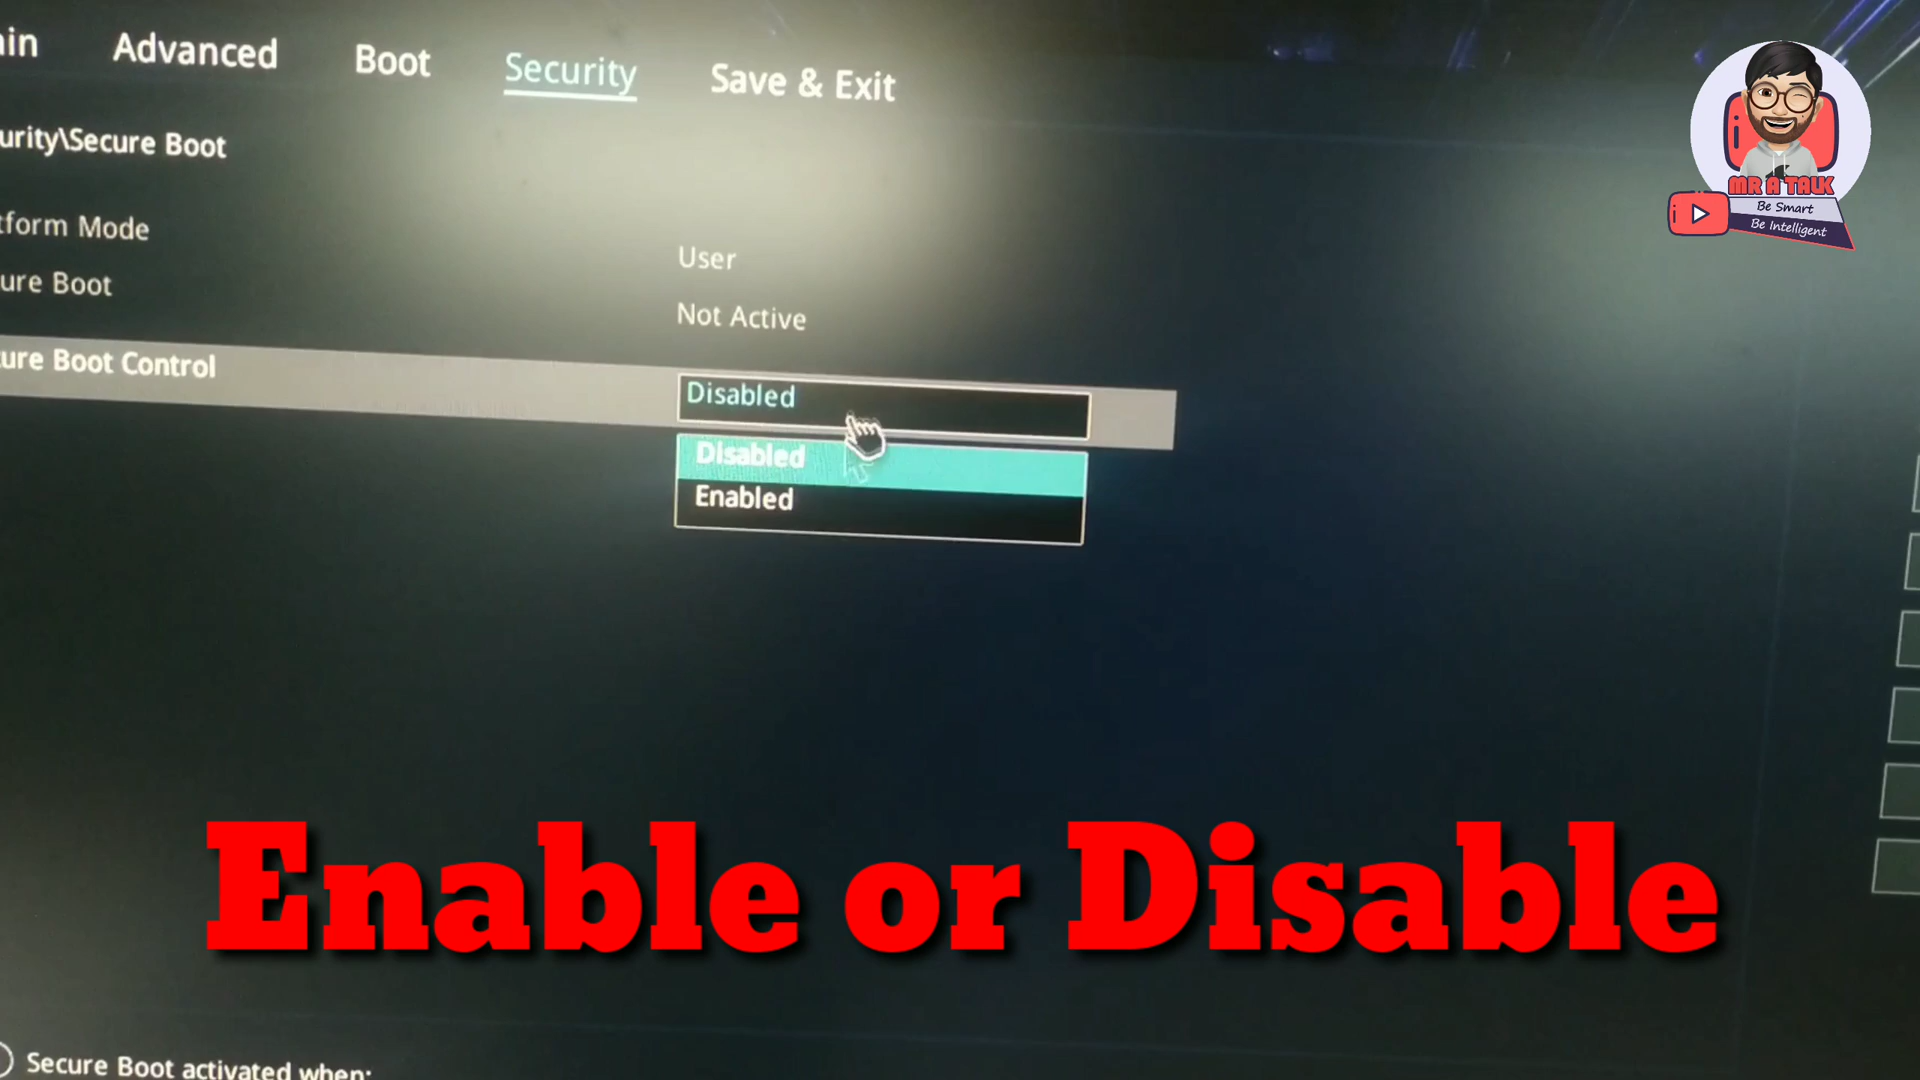 ain Advanced Boot Security Save & Exit
urity\Secure Boot
tform Mode User
ure Boot Not Active
ure Boot Control Disabled
Disabled
Enabled
MR A TALK
Be Smart
Be Intelligent
Enable or Disable
Secure Boot activated when: